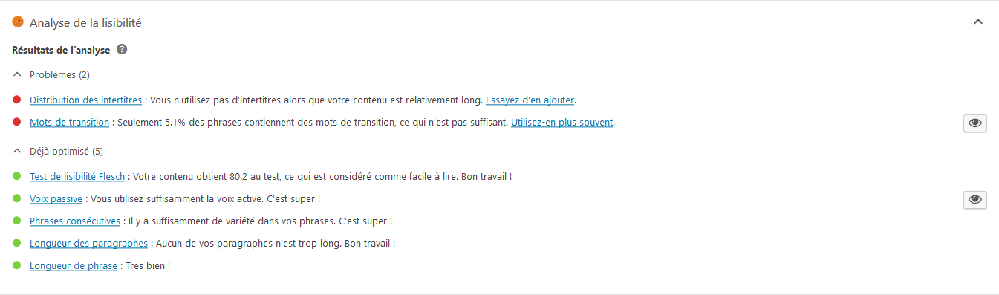 Analyse de la lisibilité
Résultats de l’analyse ?
Problèmes (2)
Distribution des intertitres : Vous n’utilisez pas d’intertitres alors que votre contenu est relativement long. Essayez d’en ajouter.
Mots de transition : Seulement 5.1% des phrases contiennent des mots de transition, ce qui n’est pas suffisant. Utilisez-en plus souvent.
Déjà optimisé (5)
Test de lisibilité Flesch : Votre contenu obtient 80.2 au test, ce qui est considéré comme facile à lire. Bon travail !
Voix passive : Vous utilisez suffisamment la voix active. C’est super !
Phrases consécutives : Il y a suffisamment de variété dans vos phrases. C’est super !
Longueur des paragraphes : Aucun de vos paragraphes n’est trop long. Bon travail !
Longueur de phrase : Très bien !